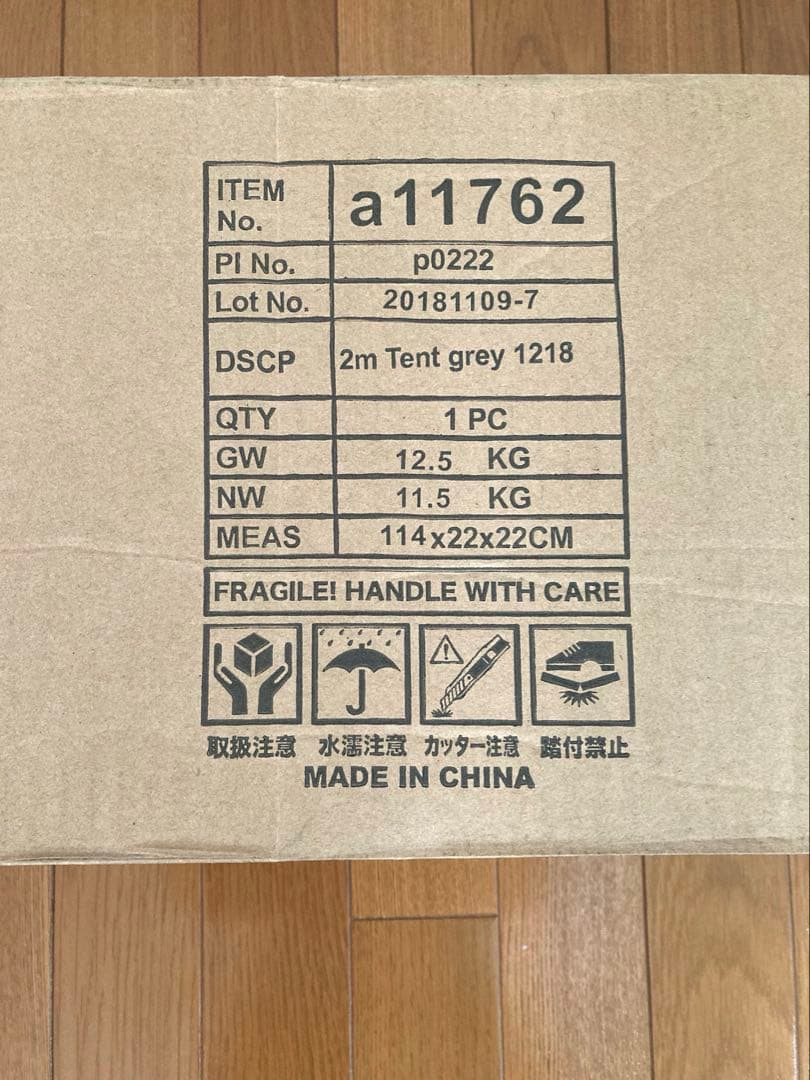 ITEM No. a11762
PI No. p0222
Lot No. 20181109-7
DSCP 2m Tent grey 1218
QTY 1 PC
GW 12.5 KG
NW 11.5 KG
MEAS 114x22x22CM
FRAGILE! HANDLE WITH CARE
取扱注意 水濡注意 カッター注意 踏付禁止
MADE IN CHINA